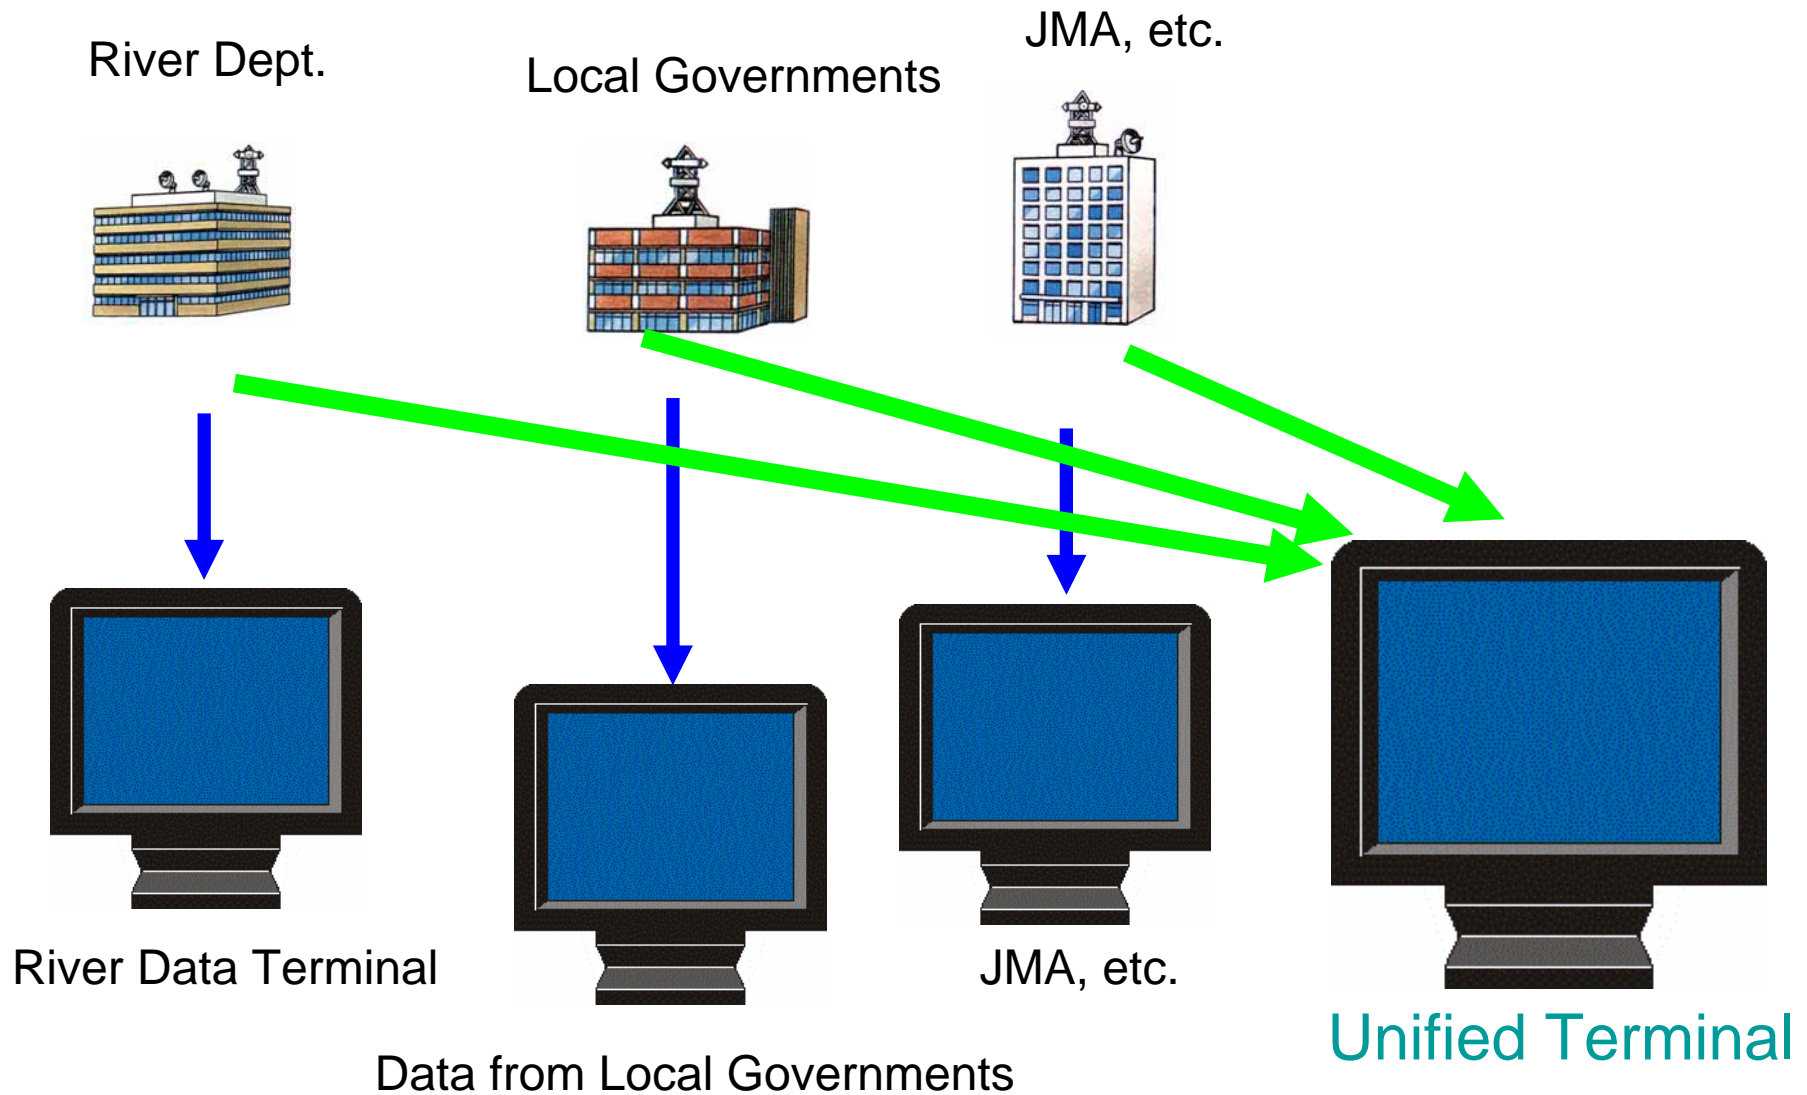 River Dept.
Local Governments
JMA, etc.
River Data Terminal
Data from Local Governments
JMA, etc.
Unified Terminal